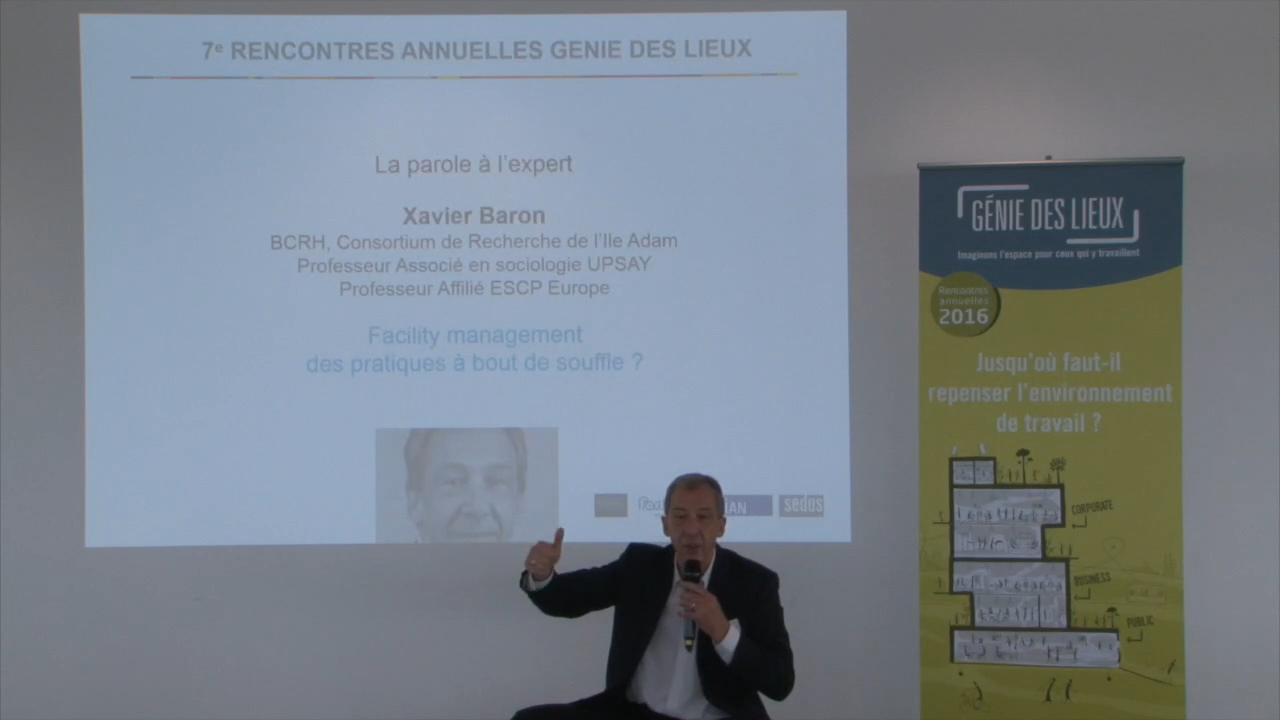 7e RENCONTRES ANNUELLES GENIE DES LIEUX
La parole à l'expert
Xavier Baron
BCRH, Consortium de Recherche de l'Ile Adam
Professeur Associé en sociologie UPSAY
Professeur Affilié ESCP Europe
Facility management
des pratiques à bout de souffle ?
sedus
GÉNIE DES LIEUX
Imaginons l'espace pour ceux qui y travaillent
Rencontres
annuelles
2016
Jusqu'où faut-il
repenser l'environnement
de travail ?
CORPORATE
BUSINESS
PUBLIC